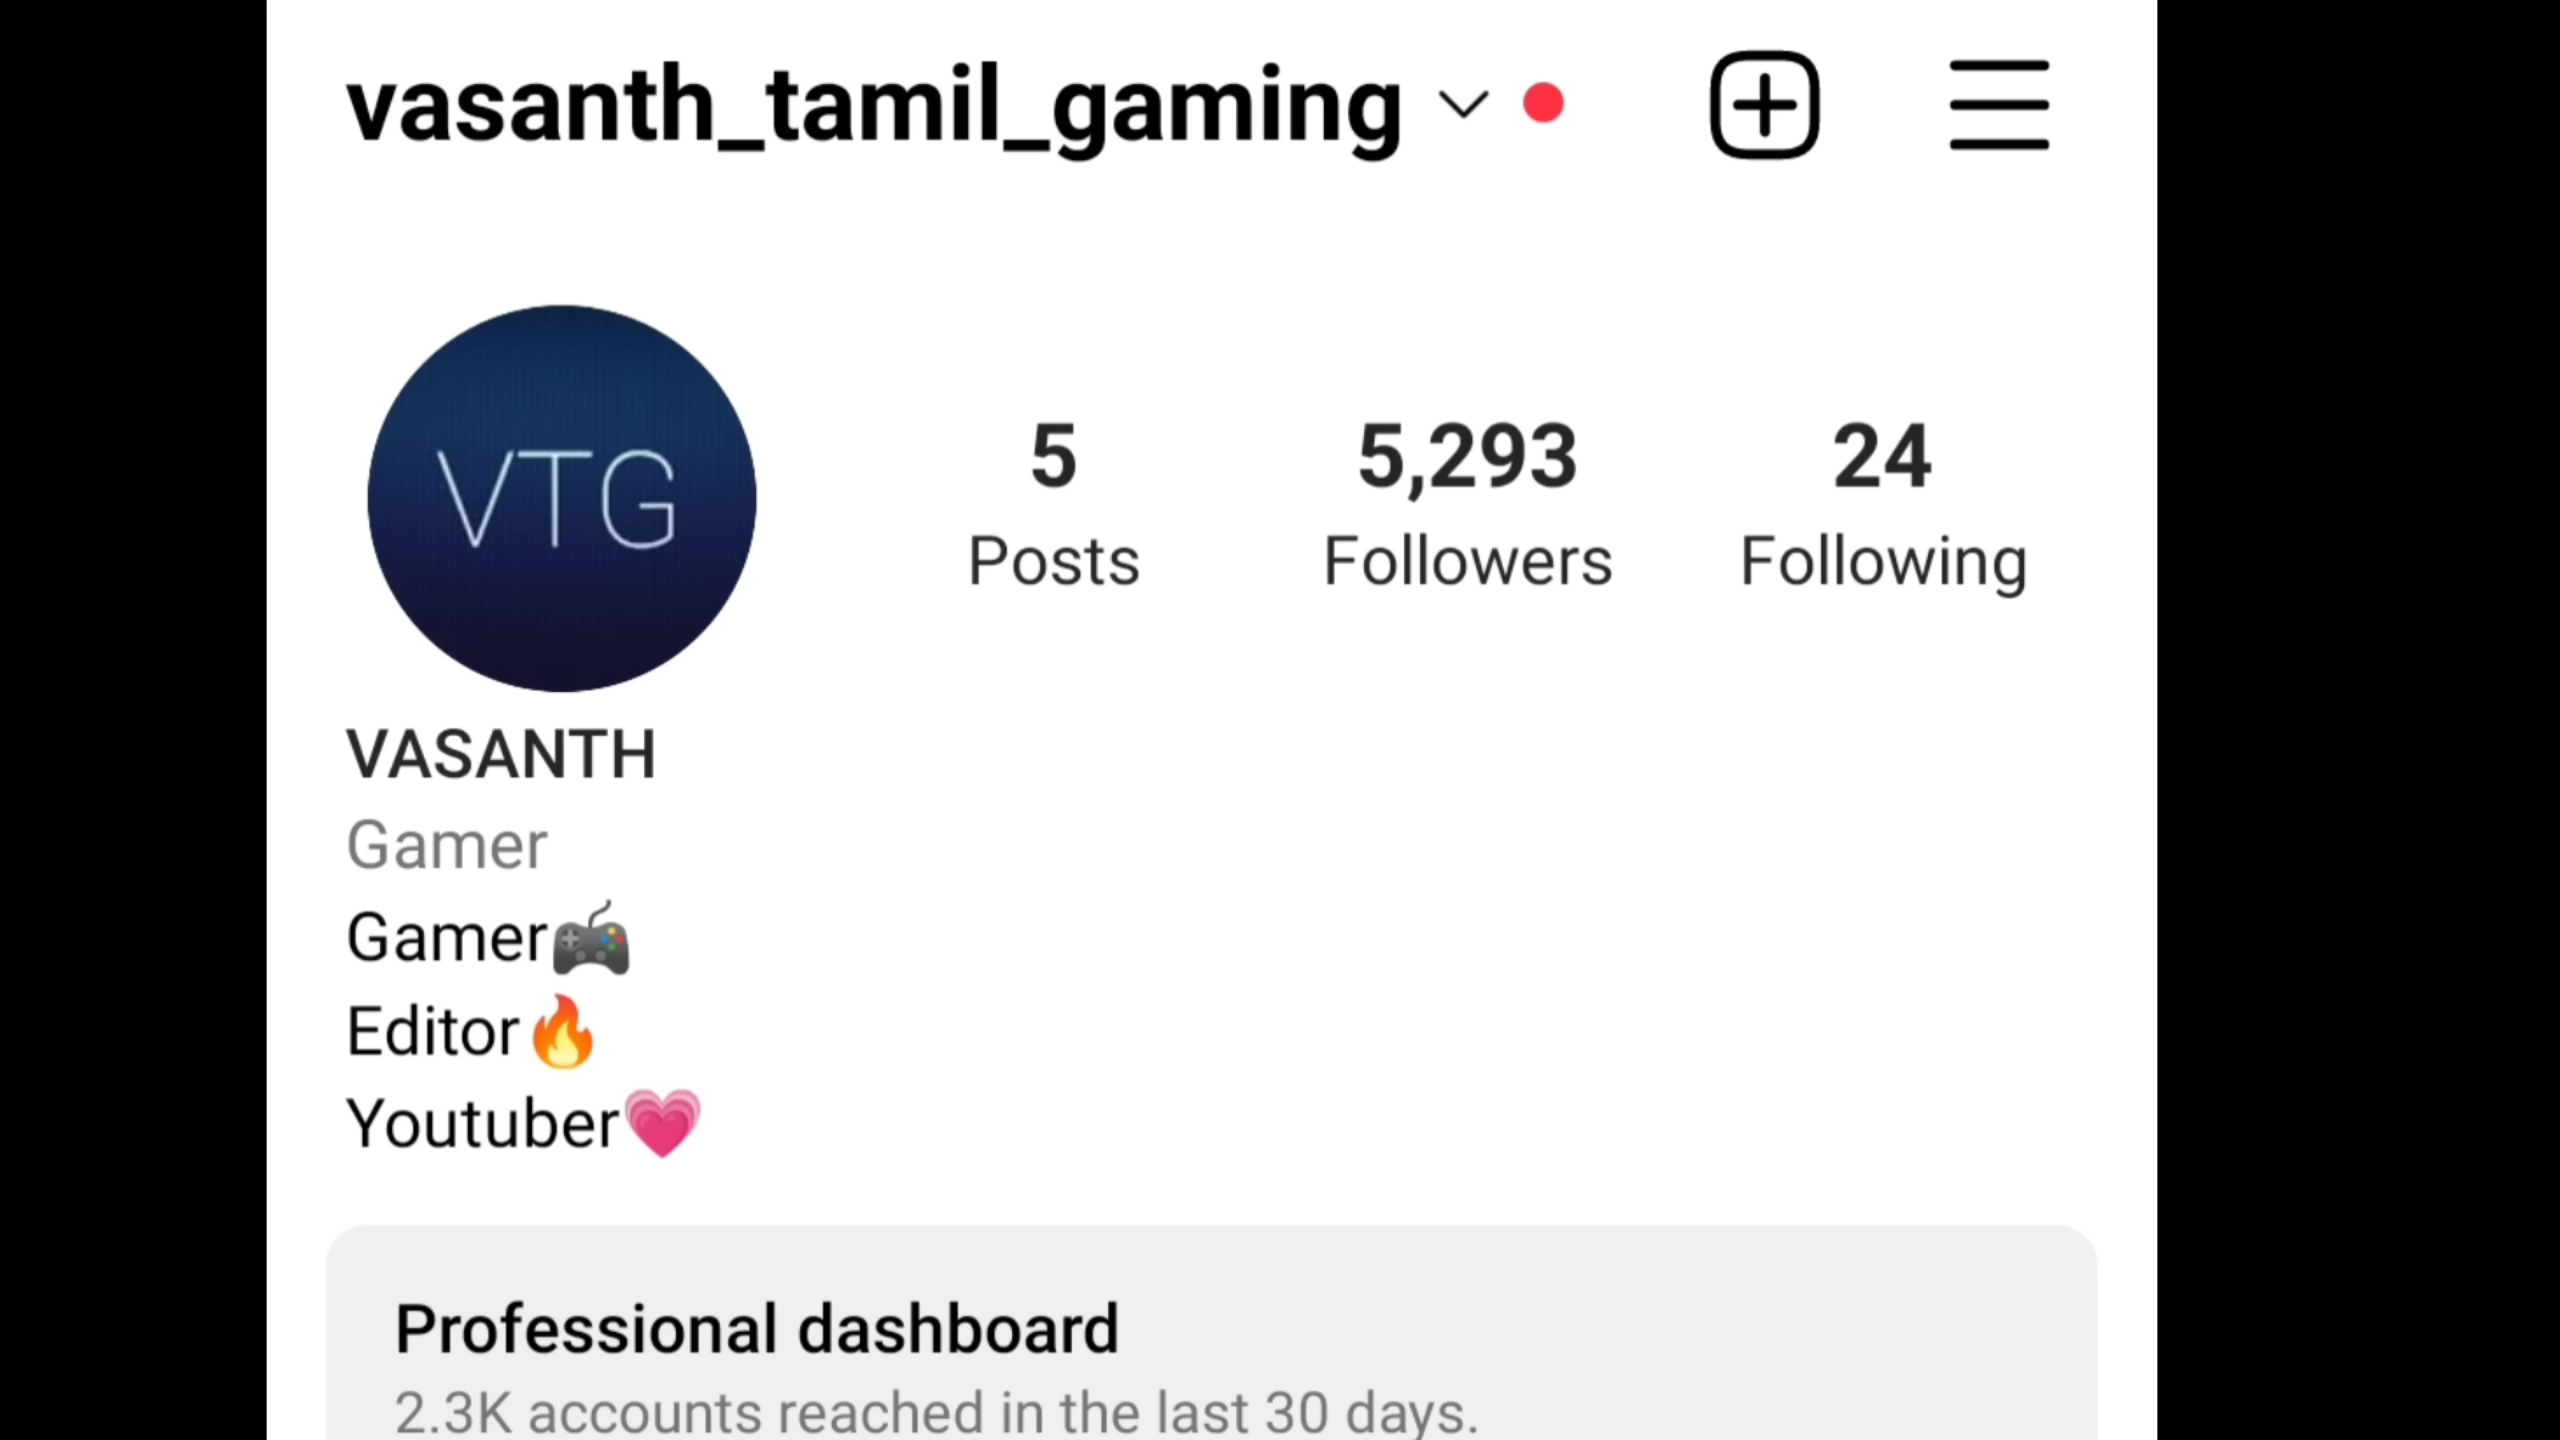 vasanth_tamil_gaming
VTG
5 5,293 24
Posts Followers Following
VASANTH
Gamer
Gamer🎮
Editor🔥
Youtuber💗
Professional dashboard
2.3K accounts reached in the last 30 days.